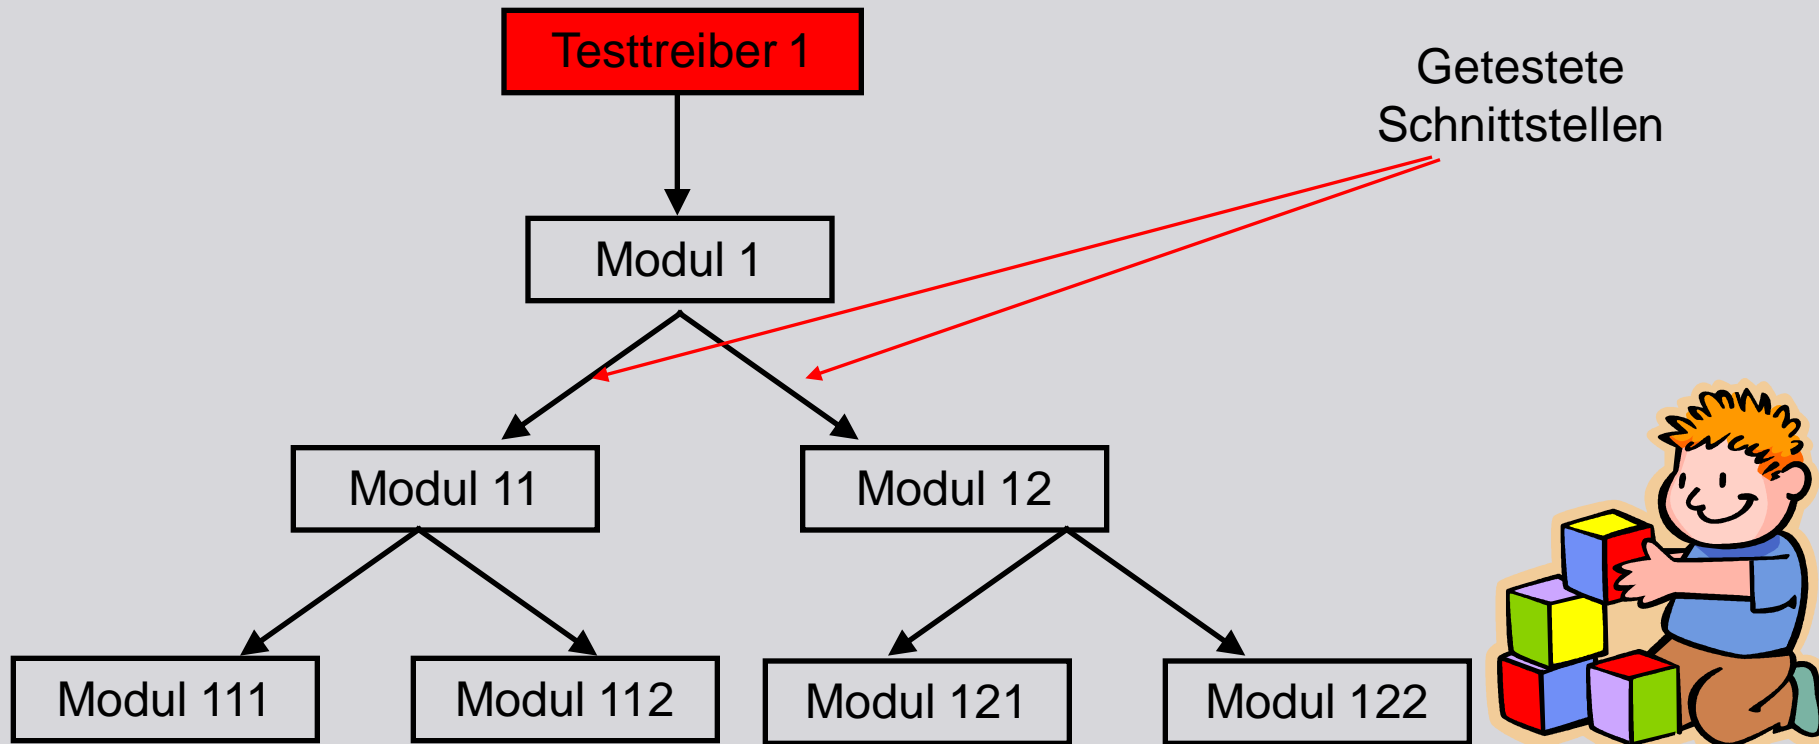 Testtreiber 1
Getestete
Schnittstellen
Modul 1
Modul 11
Modul 12
Modul 111
Modul 112
Modul 121
Modul 122